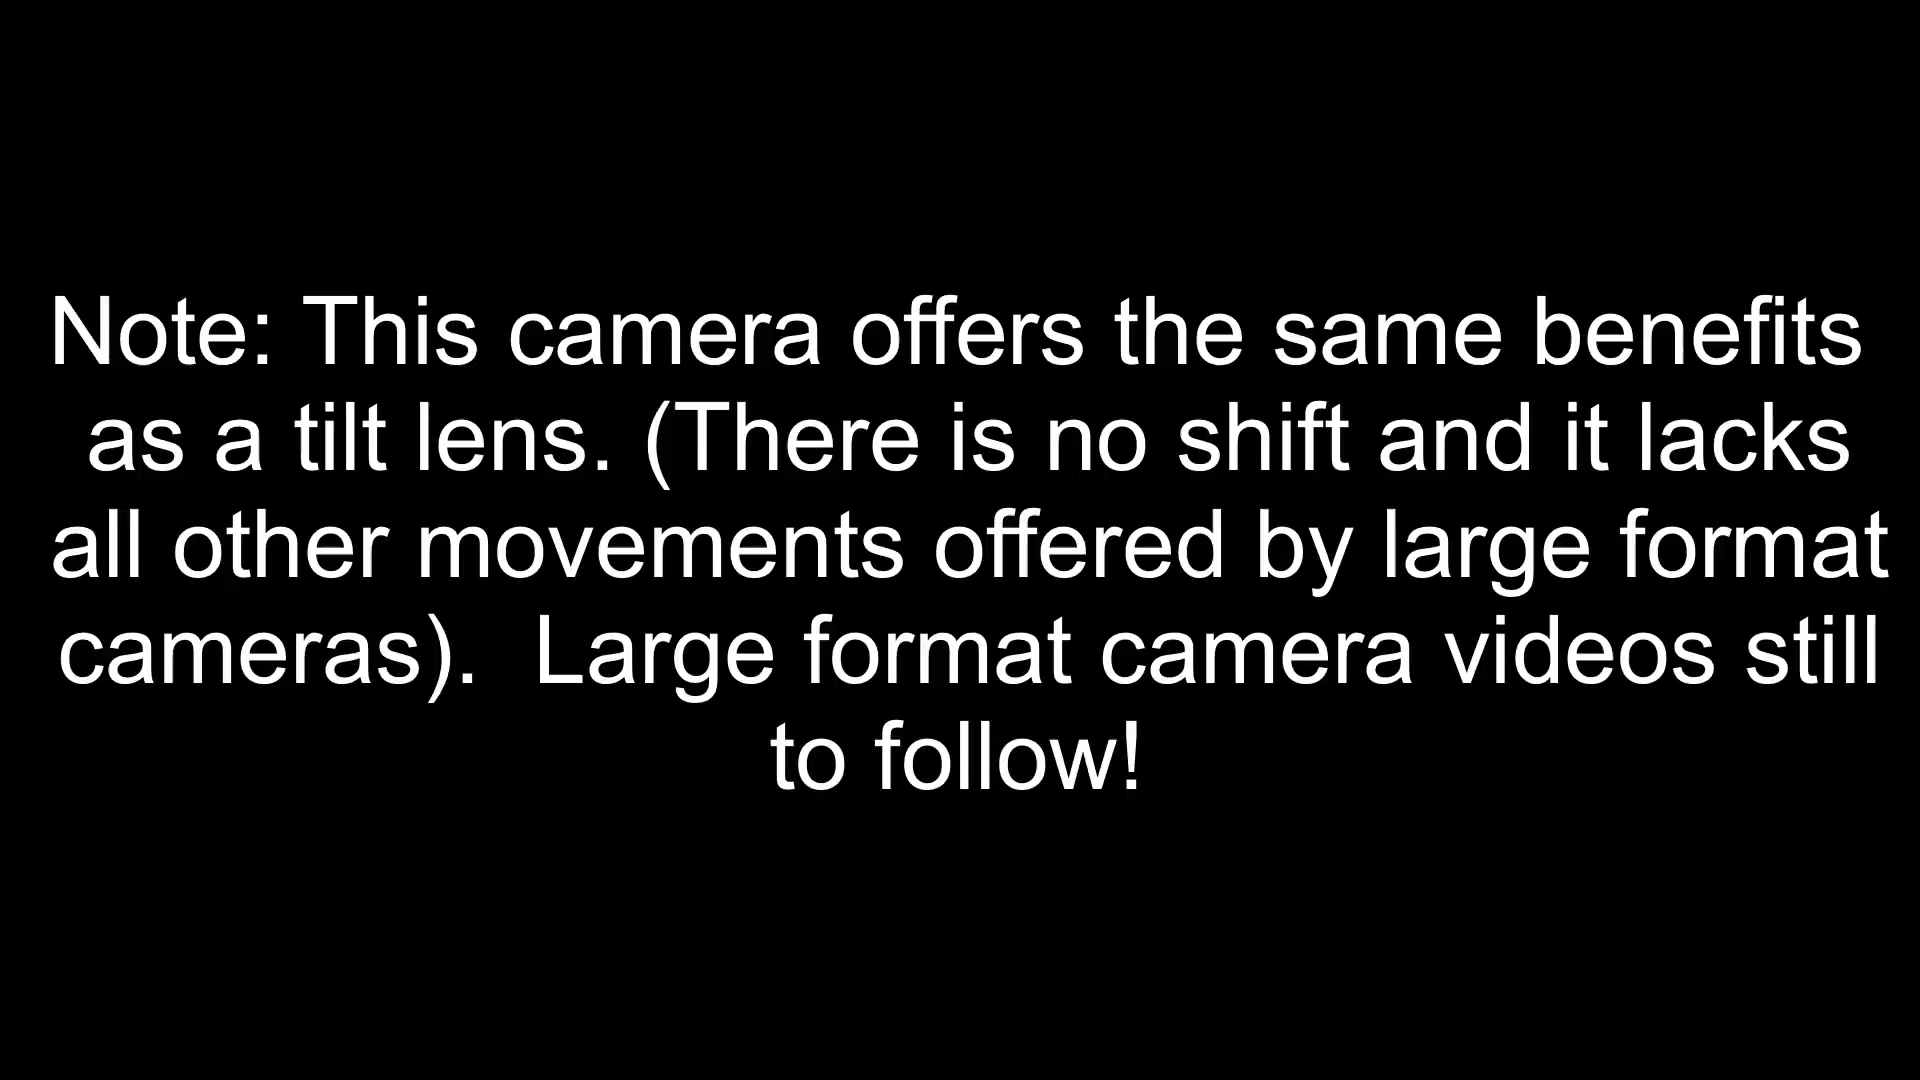 Note: This camera offers the same benefits
as a tilt lens. (There is no shift and it lacks
all other movements offered by large format
cameras).  Large format camera videos still
to follow!